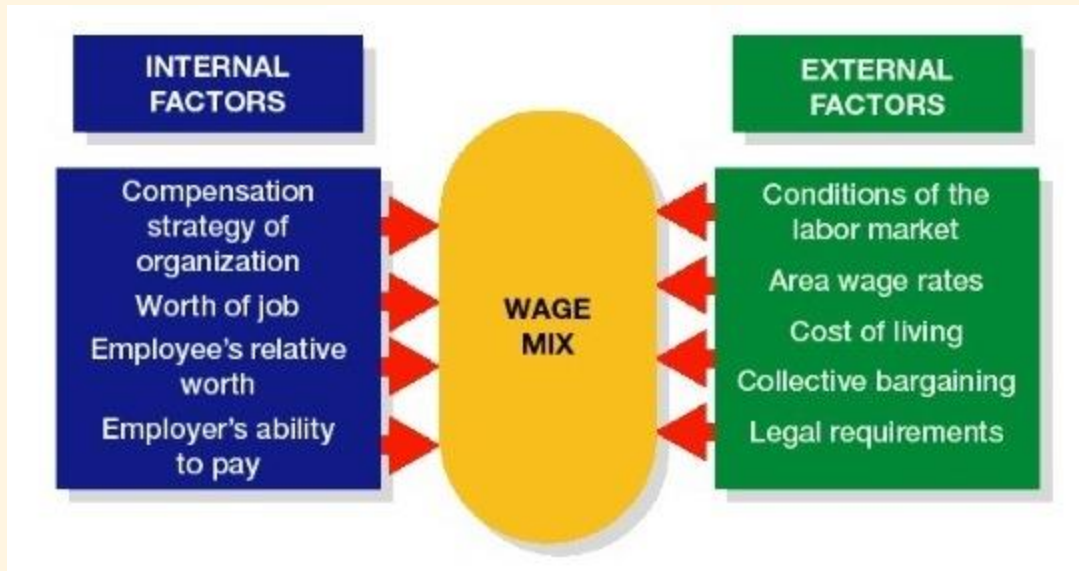 INTERNAL
FACTORS
Compensation
strategy of
organization
Worth of job
Employee's relative
worth
Employer's ability
to pay
WAGE
MIX
EXTERNAL
FACTORS
Conditions of the
labor market
Area wage rates
Cost of living
Collective bargaining
Legal requirements